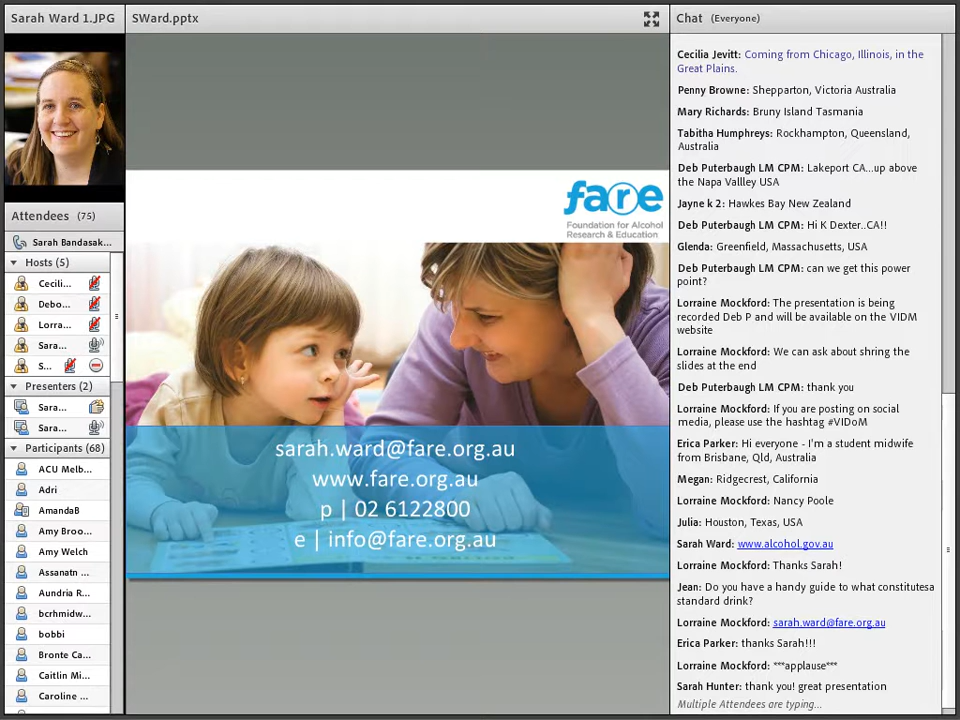 Sarah Ward 1.JPG
Attendees (75)
Sarah Bandasak...
Hosts (5)
Cecili...
Debo...
Lorra...
Sara...
S...
Presenters (2)
Sara...
Sara...
Participants (68)
ACU Melb...
Adri
AmandaB
Amy Broo...
Amy Welch
Assanatn ...
Aundria R...
bcrhmidw...
bobbi
Bronte Ca...
Caitlin Mi...
Caroline ...
SWard.pptx
fare
Foundation for Alcohol
Research & Education
sarah.ward@fare.org.au
www.fare.org.au
p | 02 6122800
e | info@fare.org.au
Chat (Everyone)
Cecilia Jevitt: Coming from Chicago, Illinois, in the
Great Plains.
Penny Browne: Shepparton, Victoria Australia
Mary Richards: Bruny Island Tasmania
Tabitha Humphreys: Rockhampton, Queensland,
Australia
Deb Puterbaugh LM CPM: Lakeport CA...up above
the Napa Vallley USA
Jayne k 2: Hawkes Bay New Zealand
Deb Puterbaugh LM CPM: Hi K Dexter..CA!!
Glenda: Greenfield, Massachusetts, USA
Deb Puterbaugh LM CPM: can we get this power
point?
Lorraine Mockford: The presentation is being
recorded Deb P and will be available on the VIDM
website
Lorraine Mockford: We can ask about shring the
slides at the end
Deb Puterbaugh LM CPM: thank you
Lorraine Mockford: If you are posting on social
media, please use the hashtag #VIDoM
Erica Parker: Hi everyone - I'm a student midwife
from Brisbane, Qld, Australia
Megan: Ridgecrest, California
Lorraine Mockford: Nancy Poole
Julia: Houston, Texas, USA
Sarah Ward: www.alcohol.gov.au
Lorraine Mockford: Thanks Sarah!
Jean: Do you have a handy guide to what constitutesa
standard drink?
Lorraine Mockford: sarah.ward@fare.org.au
Erica Parker: thanks Sarah!!!
Lorraine Mockford: ***applause***
Sarah Hunter: thank you! great presentation
Multiple Attendees are typing...